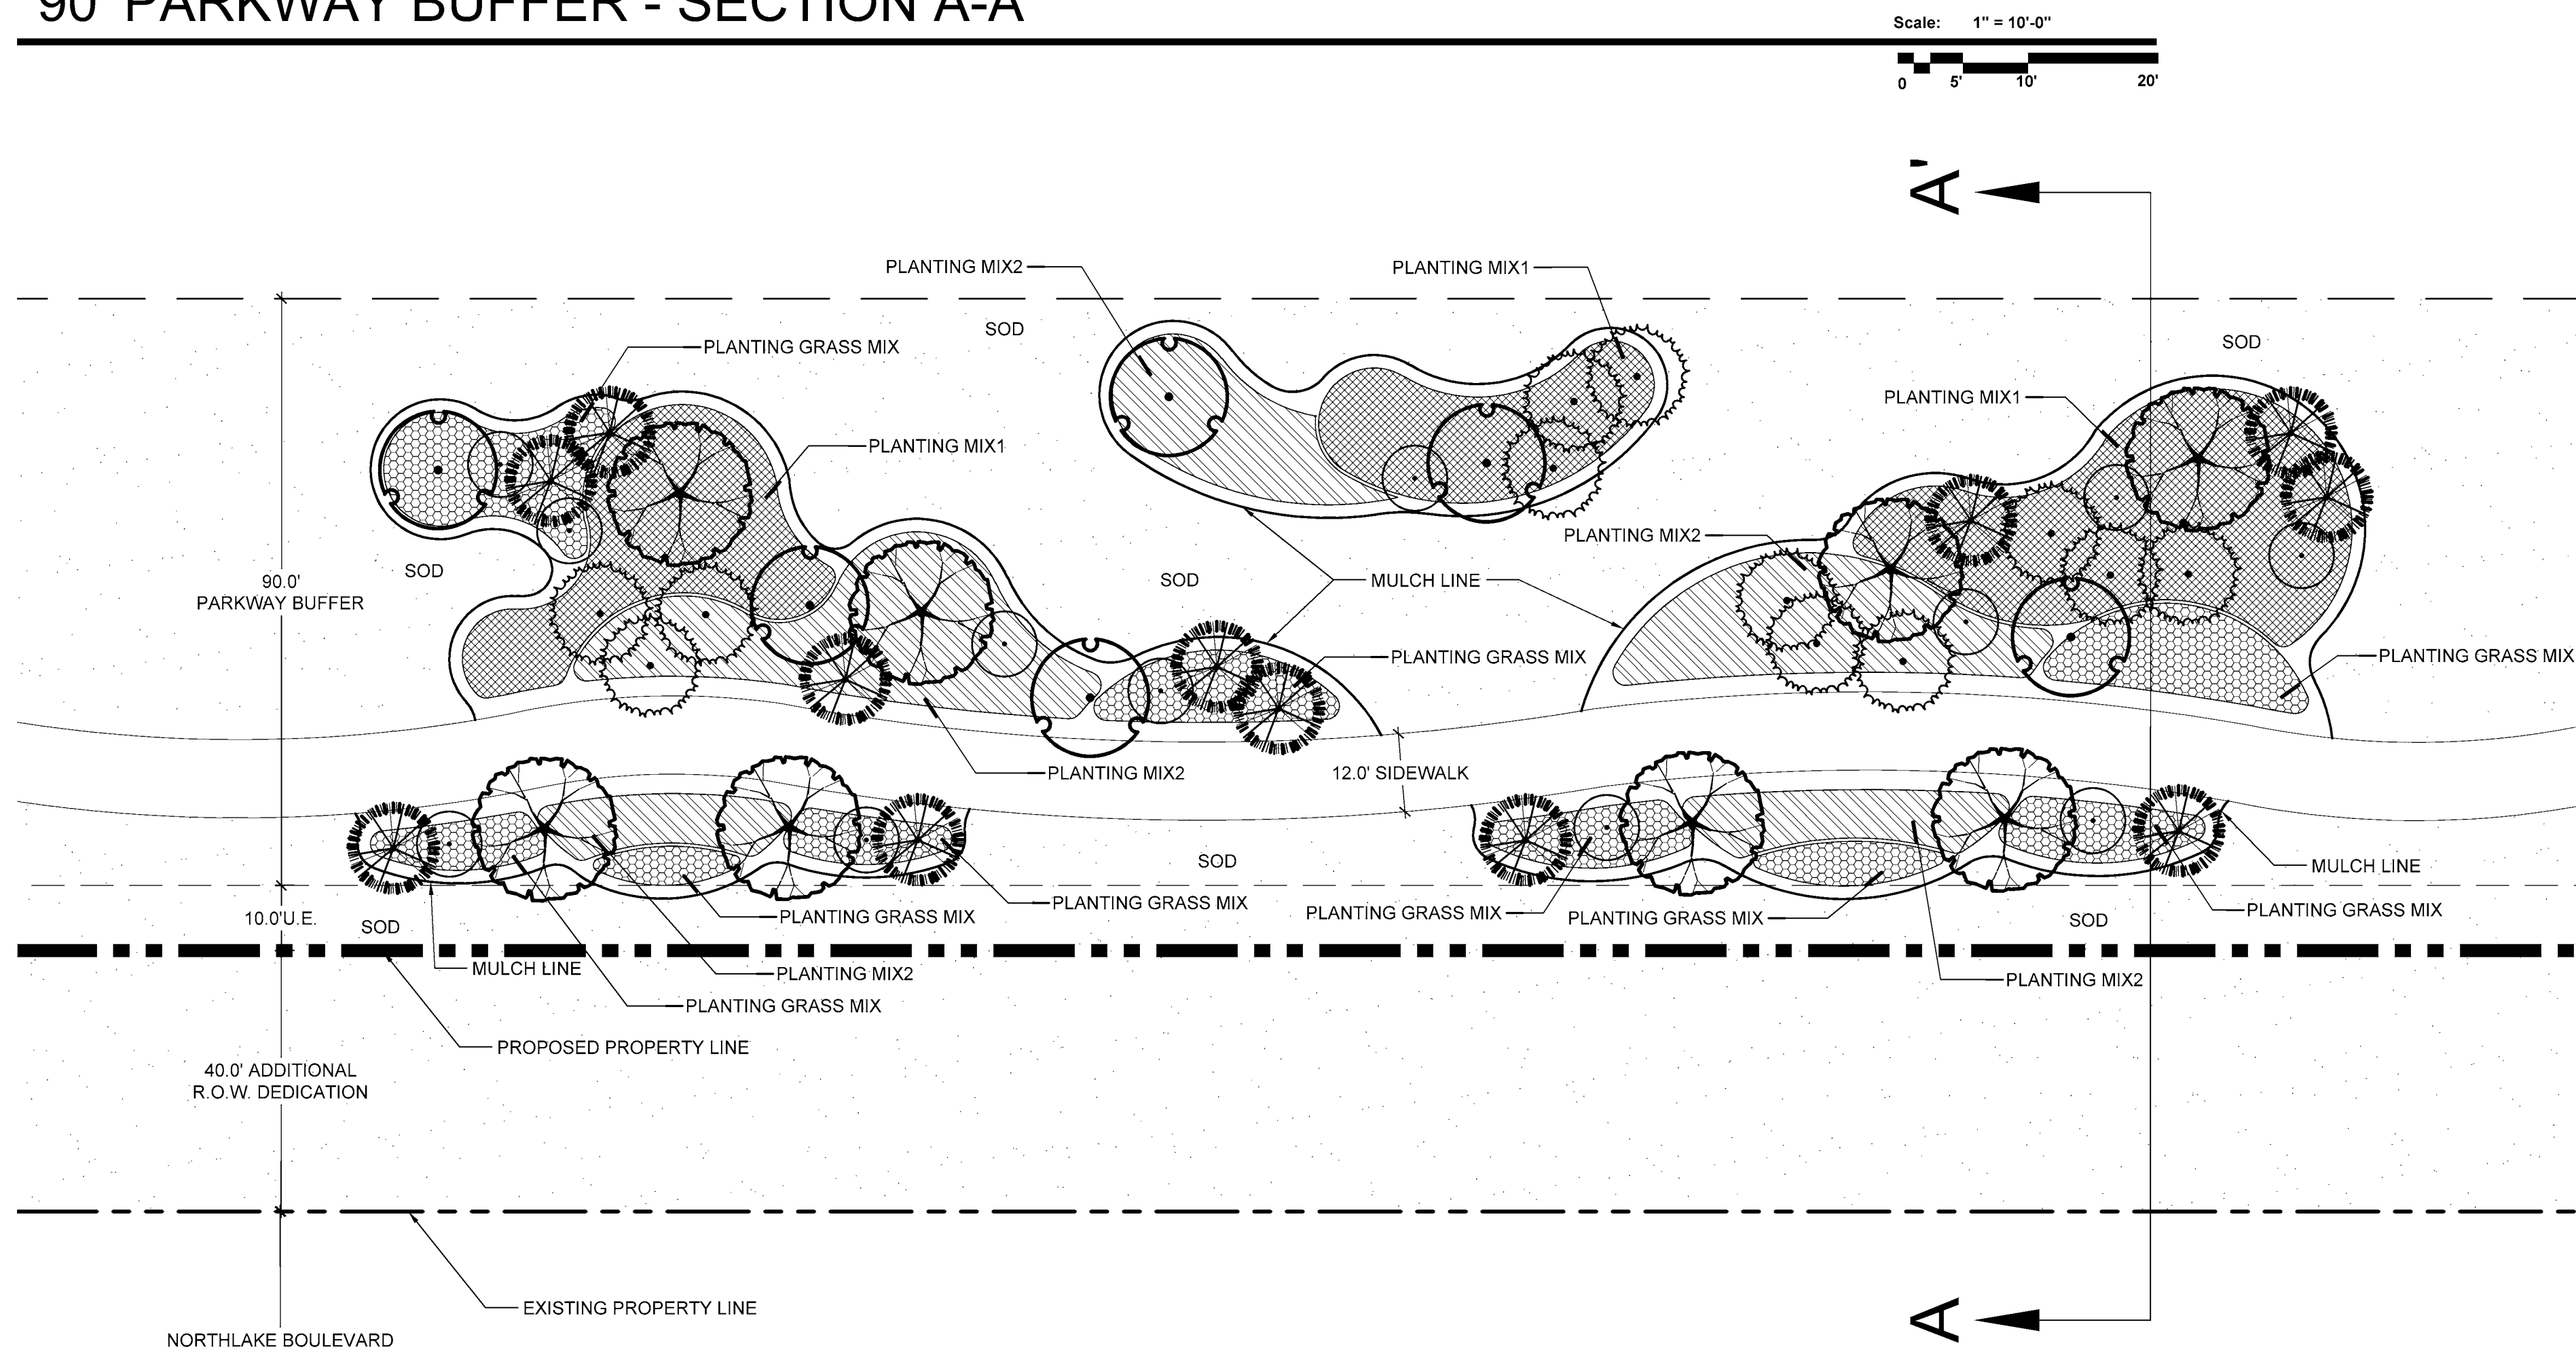 90' PARKWAY BUFFER - SECTION A-A
Scale: 1" = 10'-0"
0 5' 10' 20'
A'
PLANTING MIX2
PLANTING MIX1
SOD
SOD
PLANTING GRASS MIX
PLANTING MIX1
PLANTING MIX1
PLANTING MIX2
SOD
SOD
MULCH LINE
90.0'
PARKWAY BUFFER
PLANTING GRASS MIX
PLANTING GRASS MIX
PLANTING MIX2
12.0' SIDEWALK
SOD
MULCH LINE
PLANTING GRASS MIX
PLANTING GRASS MIX
PLANTING GRASS MIX
PLANTING GRASS MIX
PLANTING GRASS MIX
10.0'U.E.
SOD
SOD
MULCH LINE
PLANTING MIX2
PLANTING MIX2
PLANTING GRASS MIX
PROPOSED PROPERTY LINE
40.0' ADDITIONAL
R.O.W. DEDICATION
EXISTING PROPERTY LINE
A
NORTHLAKE BOULEVARD